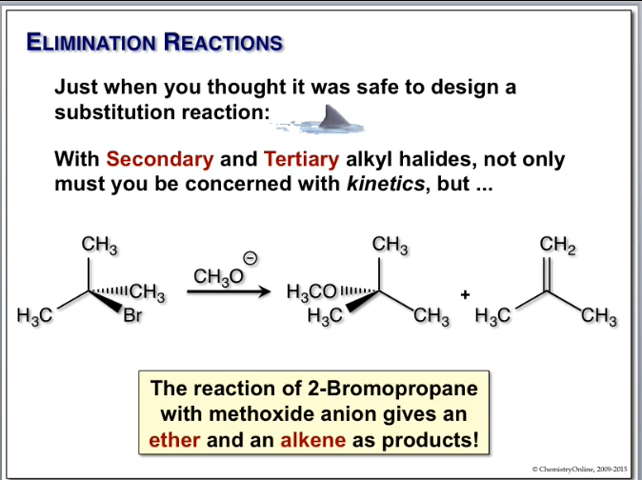 ELIMINATION REACTIONS
Just when you thought it was safe to design a
substitution reaction:
With Secondary and Tertiary alkyl halides, not only
must you be concerned with kinetics, but ...
CH₃ CH₃ CH₂
CH₃O⊖
CH₃ H₃CO +
H₃C Br H₃C CH₃ H₃C CH₃
The reaction of 2-Bromopropane
with methoxide anion gives an
ether and an alkene as products!
© ChemistryOnline, 2009-2015